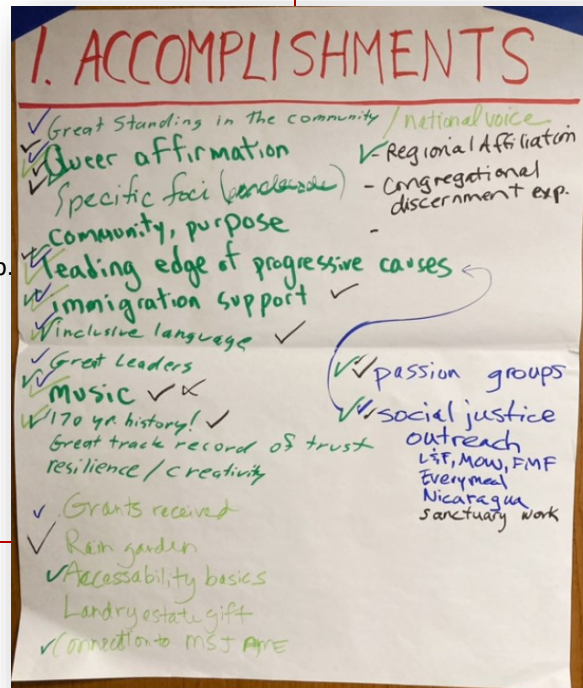 1. ACCOMPLISHMENTS
Great Standing in the community / national voice
Queer affirmation
Specific foci
Community, purpose
leading edge of progressive causes
immigration support
inclusive language
Great Leaders
Music
170 yr. history!
Great track record of trust
resilience / creativity
Grants received
Rain garden
Accessability basics
Landry estate gift
Connection to MSJ
- Regional Affiliation
- Congregational
discernment exp.
-
passion groups
social justice
outreach
L&F, MOW, FMF
Every meal
Nicaragua
sanctuary work